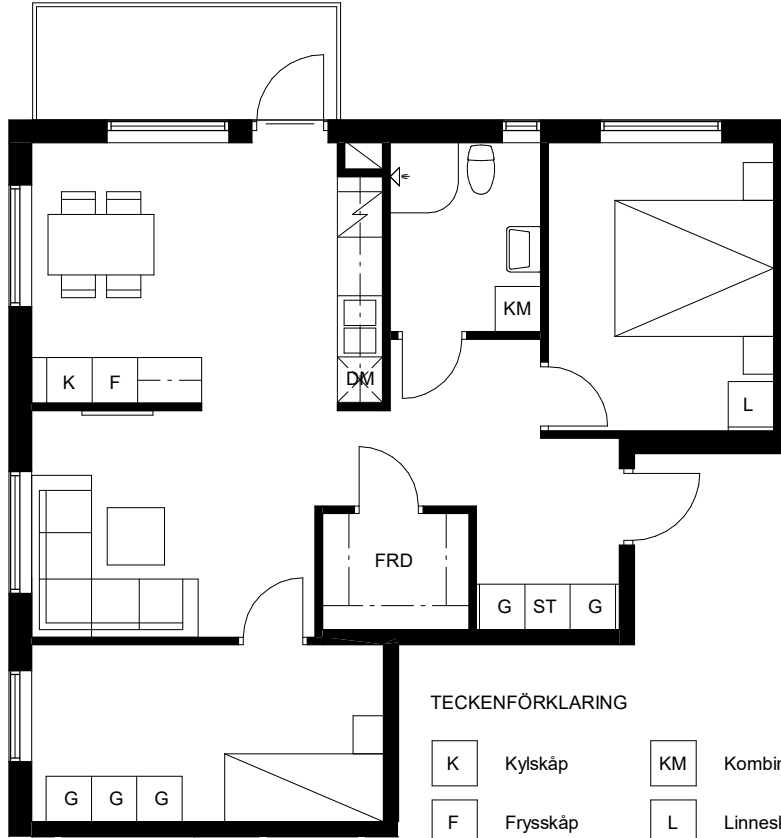 KM
K F DM
L
FRD
G ST G
G G G
TECKENFÖRKLARING
K Kylskåp KM
F Frysskåp L